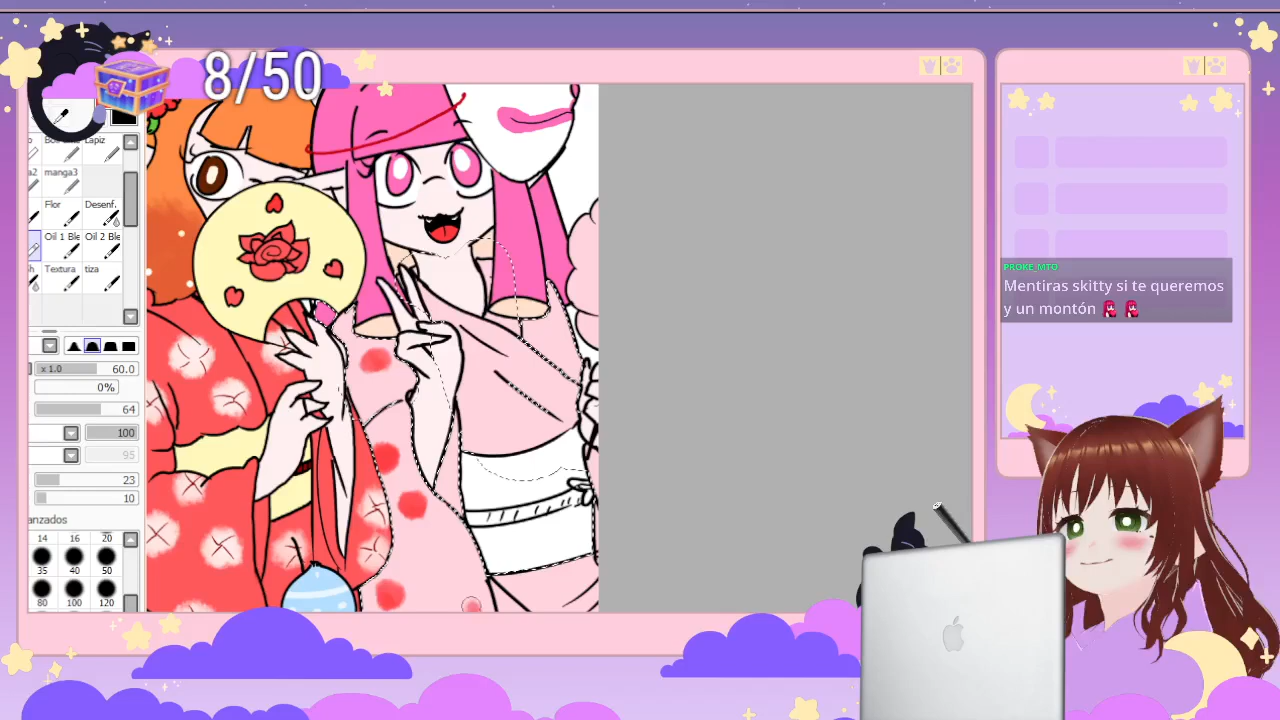 8/50
Lapiz
manga3
Flor
Desenf.
Oil 1 Ble
Oil 2 Ble
Textura
tiza
x 1.0
60.0
0%
64
100
95
23
10
anzados
14
16
20
35
40
50
80
100
120
PROKE_MTO
Mentiras skitty si te queremos
y un montón